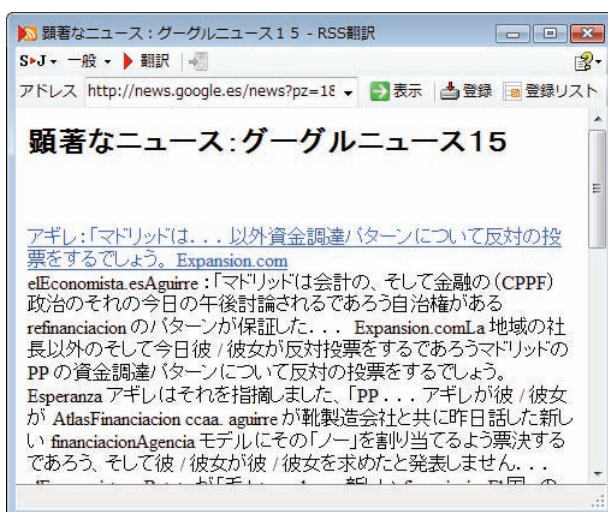 顕著なニュース：グーグルニュース１５ - RSS翻訳
S▸J 一般 翻訳
アドレス http://news.google.es/news?pz=18 表示 登録 登録リスト
顕著なニュース：グーグルニュース15
アギレ：「マドリッドは．．．以外資金調達パターンについて反対の投
票をするでしょう。Expansion.com
elEconomista.esAguirre：「マドリッドは会計の、そして金融の（CPPF）
政治のそれの今日の午後討論されるであろう自治権がある
refinanciacion のパターンが保証した．．． Expansion.comLa 地域の社
長以外のそして今日彼／彼女が反対投票をするであろうマドリッドの
PP の資金調達パターンについて反対の投票をするでしょう。
Esperanza アギレはそれを指摘しました、「PP．．．アギレが彼／彼女
が AtlasFinanciacion ccaa. aguirre が靴製造会社と共に昨日話した新し
い financiacionAgencia モデルにその「ノー」を割り当てるよう票決する
であろう、そして彼／彼女が彼／彼女を求めたと発表しません．．．